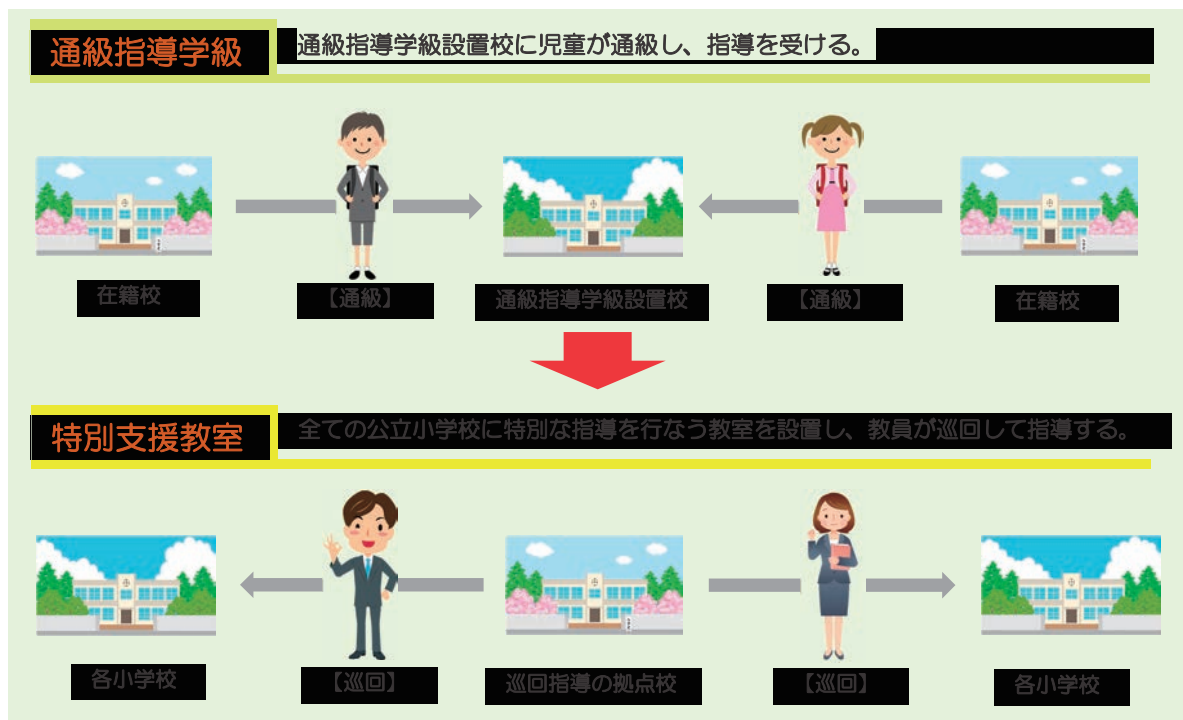 通級指導学級
通級指導学級設置校に児童が通級し、指導を受ける。
在籍校
【通級】
通級指導学級設置校
【通級】
在籍校
特別支援教室
全ての公立小学校に特別な指導を行なう教室を設置し、教員が巡回して指導する。
各小学校
【巡回】
巡回指導の拠点校
【巡回】
各小学校